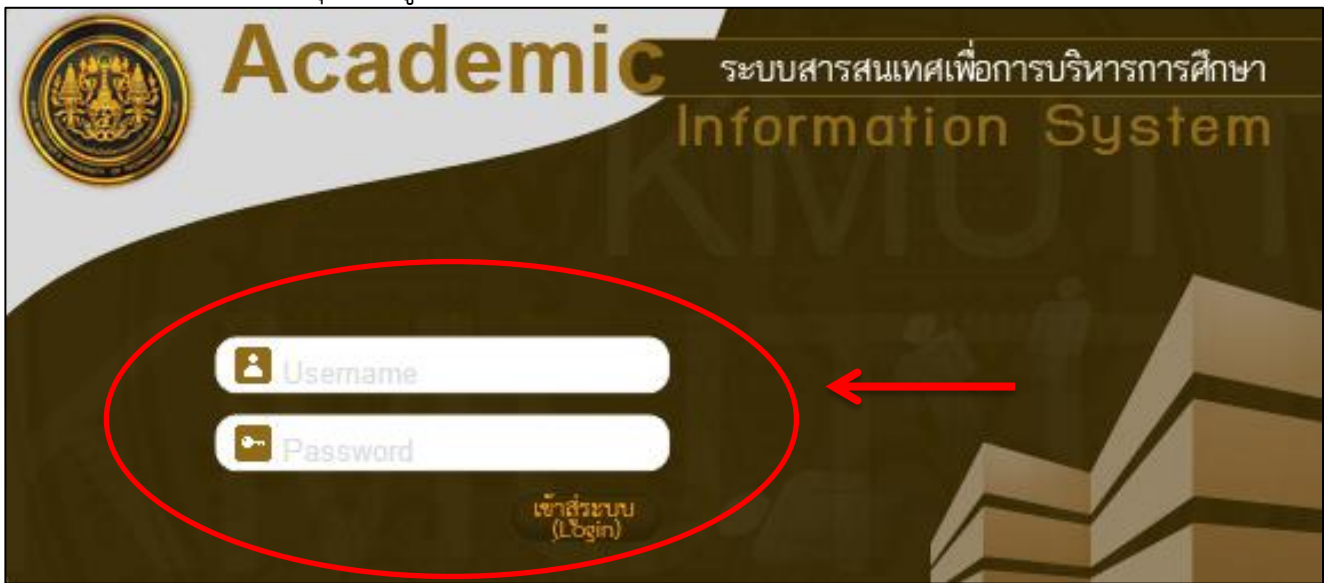 Academic
ระบบสารสนเทศเพื่อการบริหารการศึกษา
Information System
KMUTT
Username
Password
เข้าสู่ระบบ
(Login)